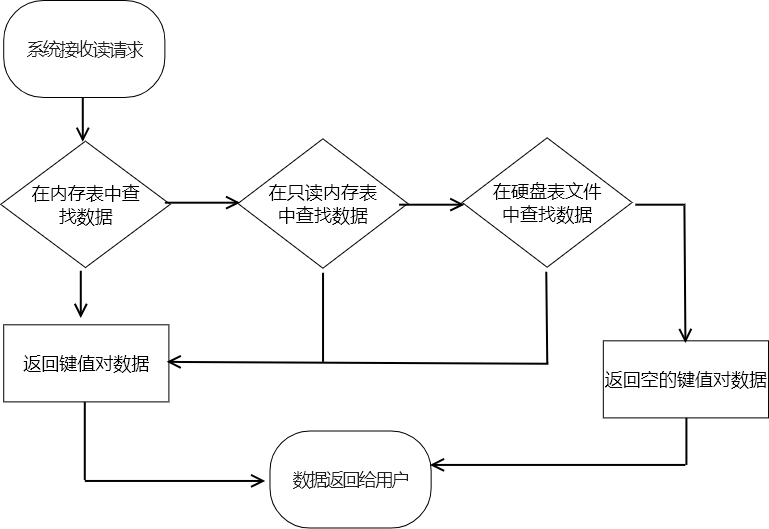 系统接收读请求
在内存表中查
找数据
在只读内存表
中查找数据
在硬盘表文件
中查找数据
返回键值对数据
返回空的键值对数据
数据返回给用户